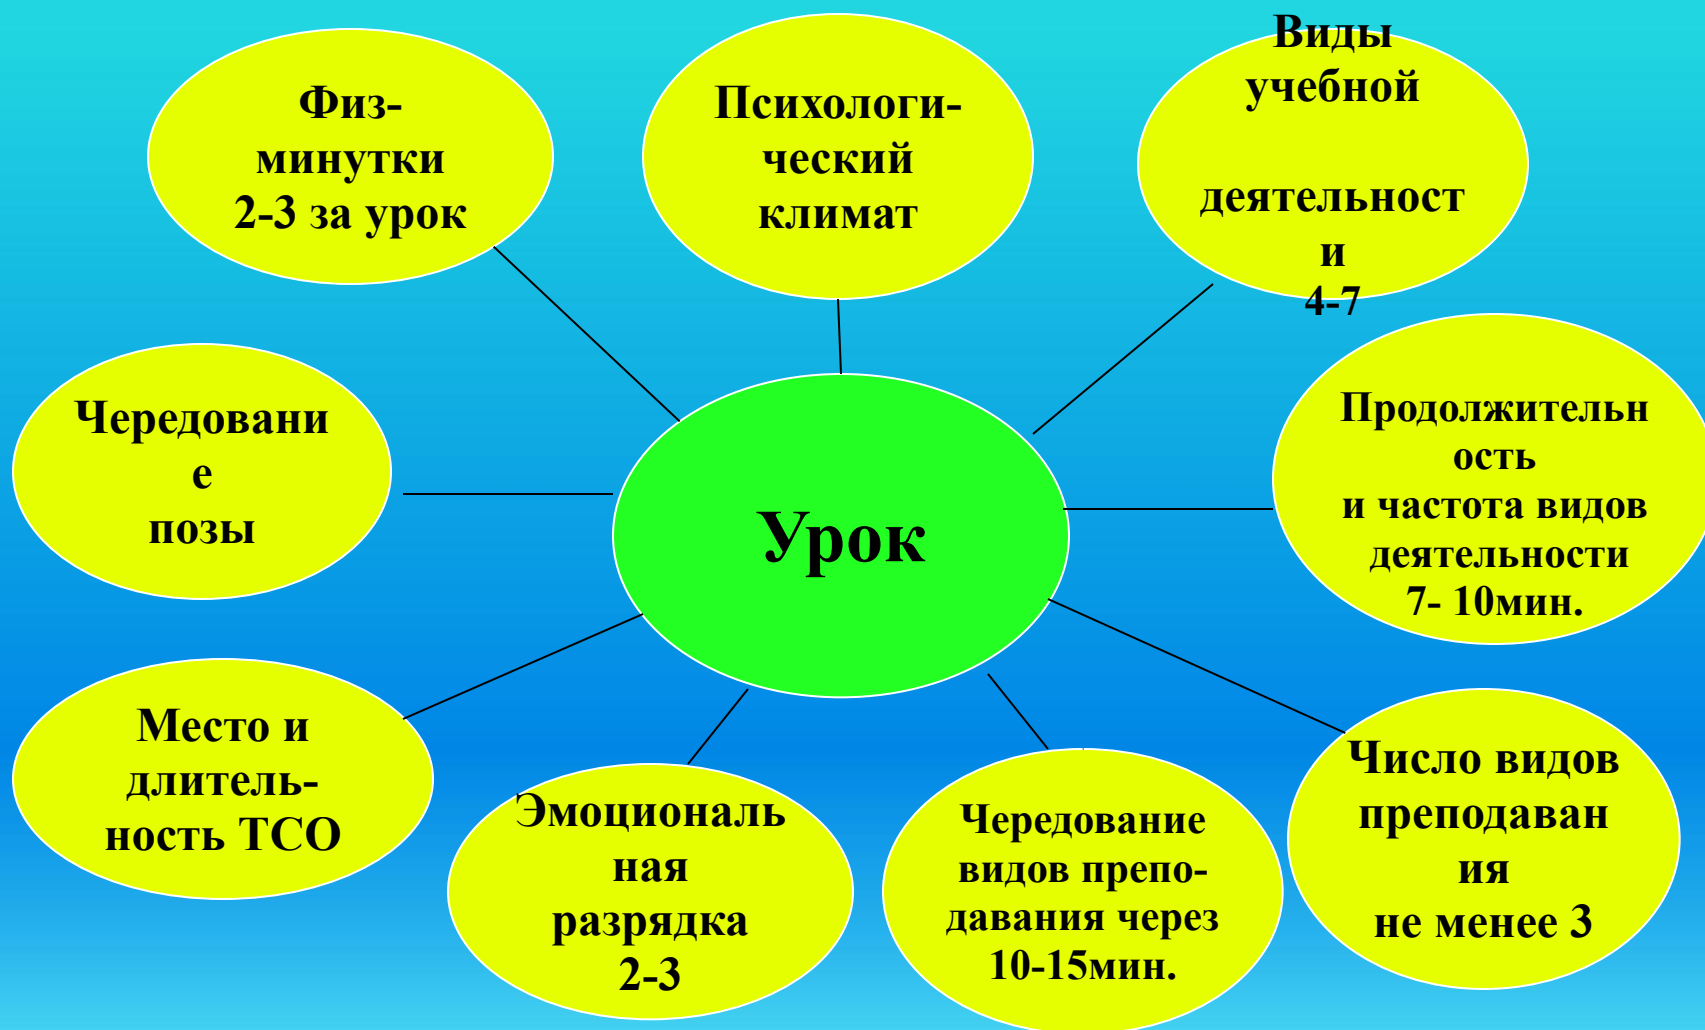 Физ-
минутки
2-3 за урок
Психологи-
ческий
климат
Виды
учебной
деятельност
и
4-7
Чередовани
е
позы
Урок
Продолжительн
ость
и частота видов
деятельности
7- 10мин.
Место и
длитель-
ность ТСО
Эмоциональ
ная
разрядка
2-3
Чередование
видов препо-
давания через
10-15мин.
Число видов
преподаван
ия
не менее 3